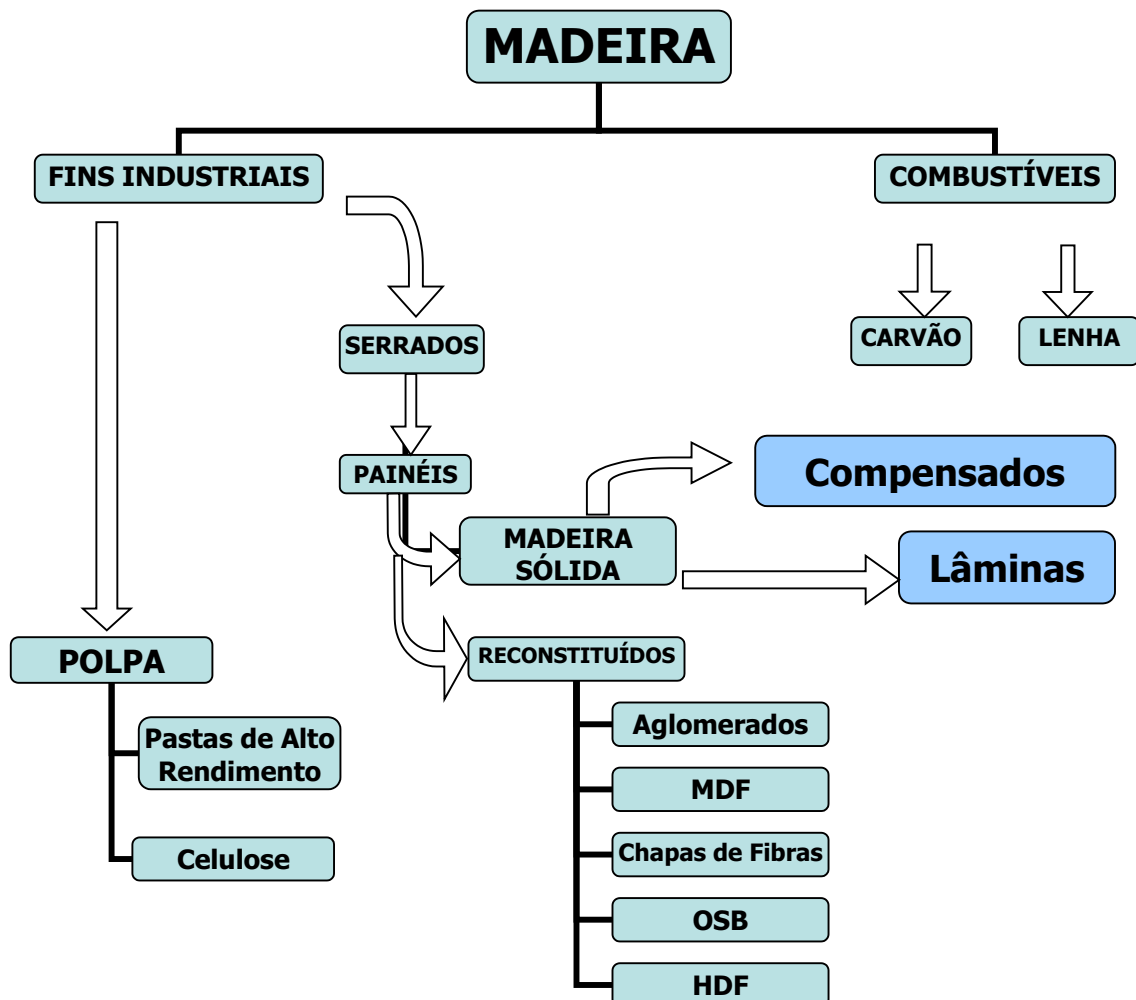 MADEIRA
FINS INDUSTRIAIS
COMBUSTÍVEIS
SERRADOS
CARVÃO
LENHA
PAINÉIS
Compensados
MADEIRA
SÓLIDA
Lâminas
POLPA
RECONSTITUÍDOS
Pastas de Alto
Rendimento
Celulose
Aglomerados
MDF
Chapas de Fibras
OSB
HDF